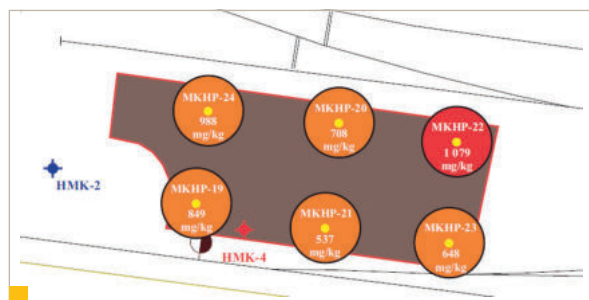 MKHP-24
988
mg/kg
MKHP-20
708
mg/kg
MKHP-22
1 079
mg/kg
HMK-2
MKHP-19
849
mg/kg
MKHP-21
537
mg/kg
MKHP-23
648
mg/kg
HMK-4